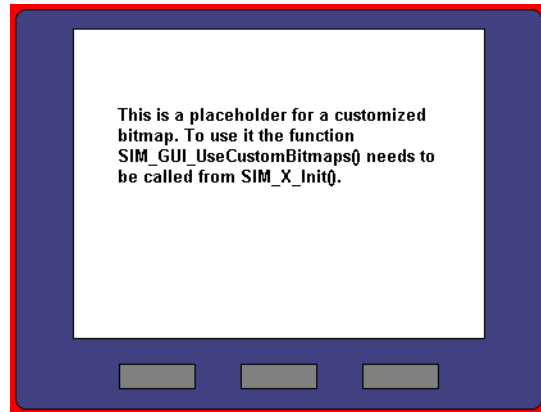 This is a placeholder for a customized
bitmap. To use it the function
SIM_GUI_UseCustomBitmaps() needs to
be called from SIM_X_Init().